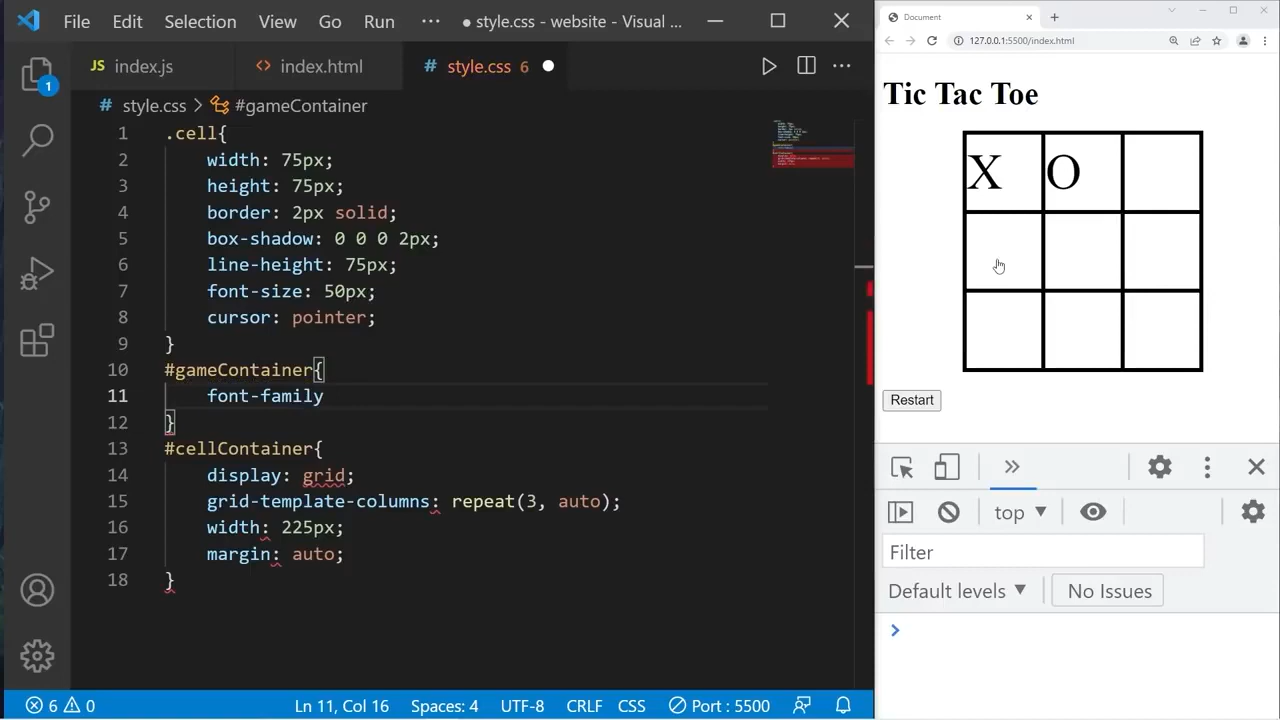 File Edit Selection View Go Run ··· ● style.css - website - Visual ...
JS index.js <> index.html # style.css 6 ●
# style.css > #gameContainer
1 .cell{
2 width: 75px;
3 height: 75px;
4 border: 2px solid;
5 box-shadow: 0 0 0 2px;
6 line-height: 75px;
7 font-size: 50px;
8 cursor: pointer;
9 }
10 #gameContainer{
11 font-family
12 }
13 #cellContainer{
14 display: grid;
15 grid-template-columns: repeat(3, auto);
16 width: 225px;
17 margin: auto;
18 }
1
6 0 Ln 11, Col 16 Spaces: 4 UTF-8 CRLF CSS Port : 5500
Document
127.0.0.1:5500/index.html
Tic Tac Toe
X O
Restart
top
Filter
Default levels No Issues